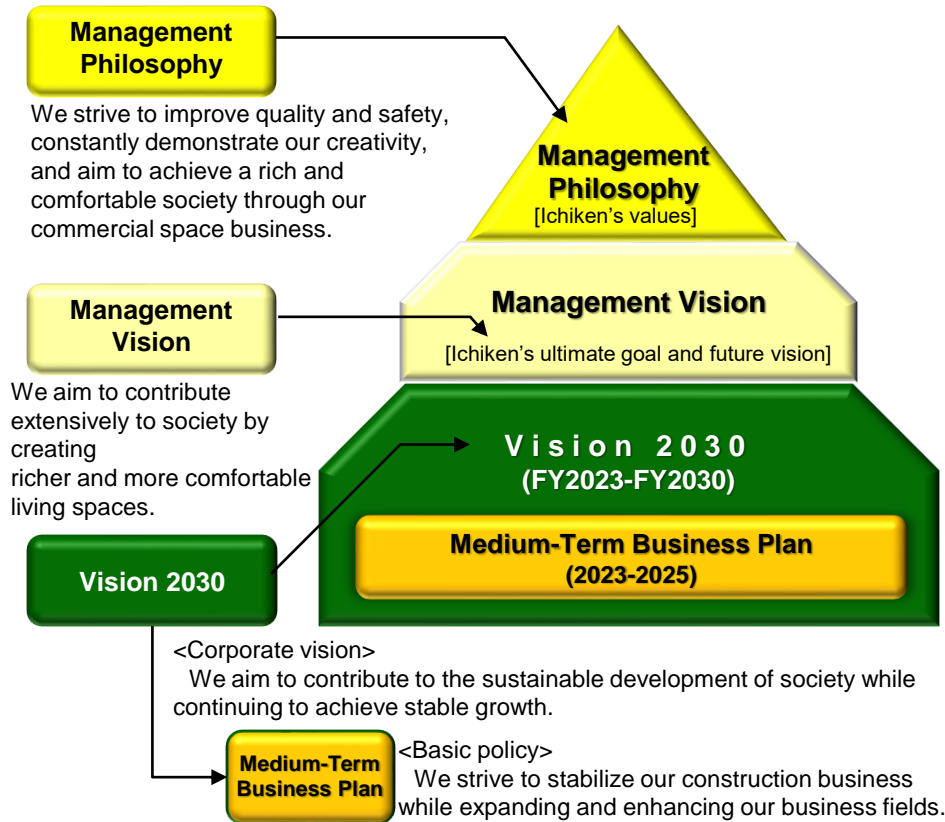 Management
Philosophy
We strive to improve quality and safety,
constantly demonstrate our creativity,
and aim to achieve a rich and
comfortable society through our
commercial space business.
Management
Philosophy
[Ichiken's values]
Management
Vision
Management Vision
[Ichiken's ultimate goal and future vision]
We aim to contribute
extensively to society by
creating
richer and more comfortable
living spaces.
Vision 2030
(FY2023-FY2030)
Medium-Term Business Plan
(2023-2025)
Vision 2030
<Corporate vision>
We aim to contribute to the sustainable development of society while
continuing to achieve stable growth.
Medium-Term
Business Plan
<Basic policy>
We strive to stabilize our construction business
while expanding and enhancing our business fields.